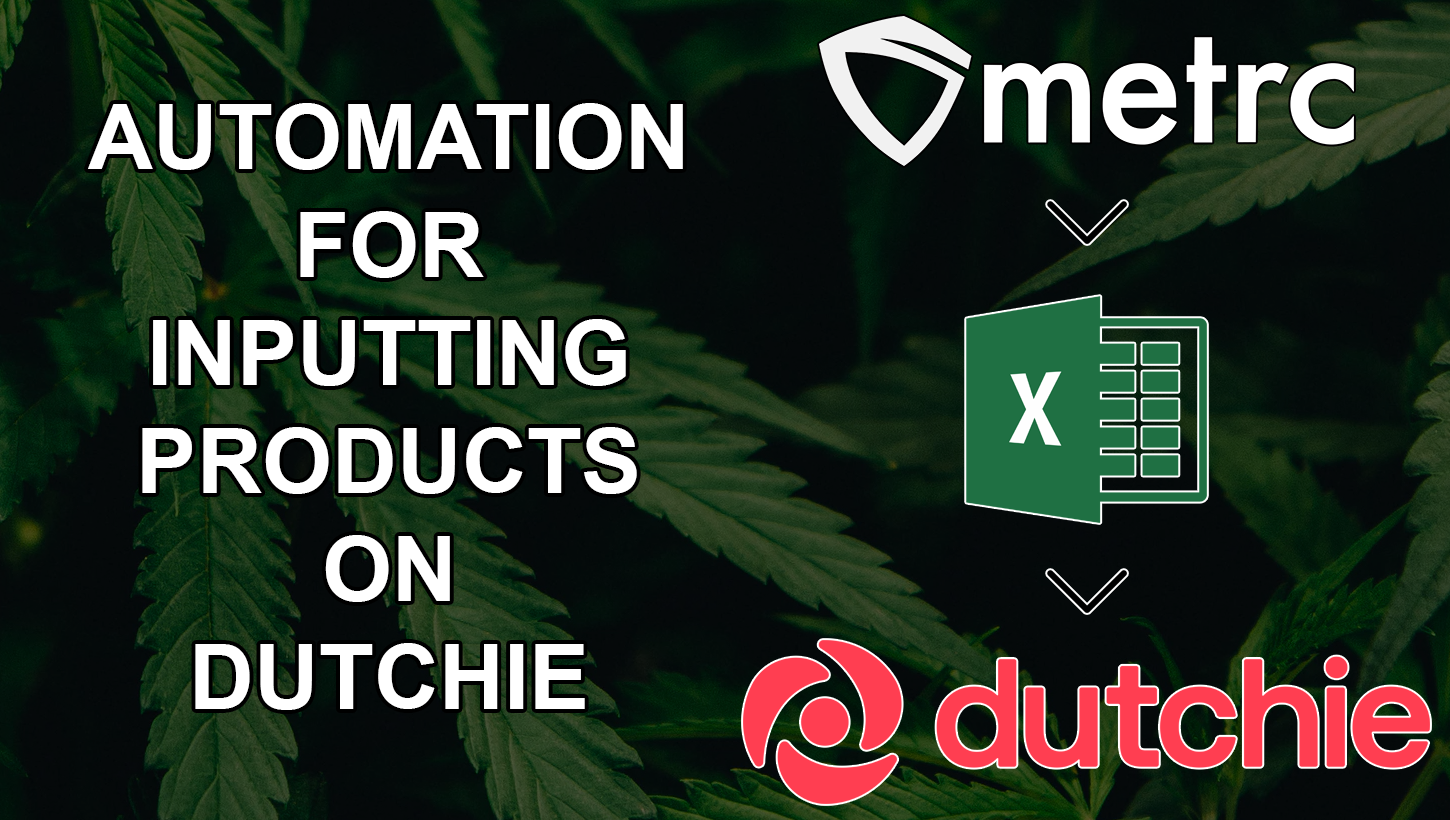 AUTOMATION
FOR
INPUTTING
PRODUCTS
ON
DUTCHIE
metrc
X
dutchie